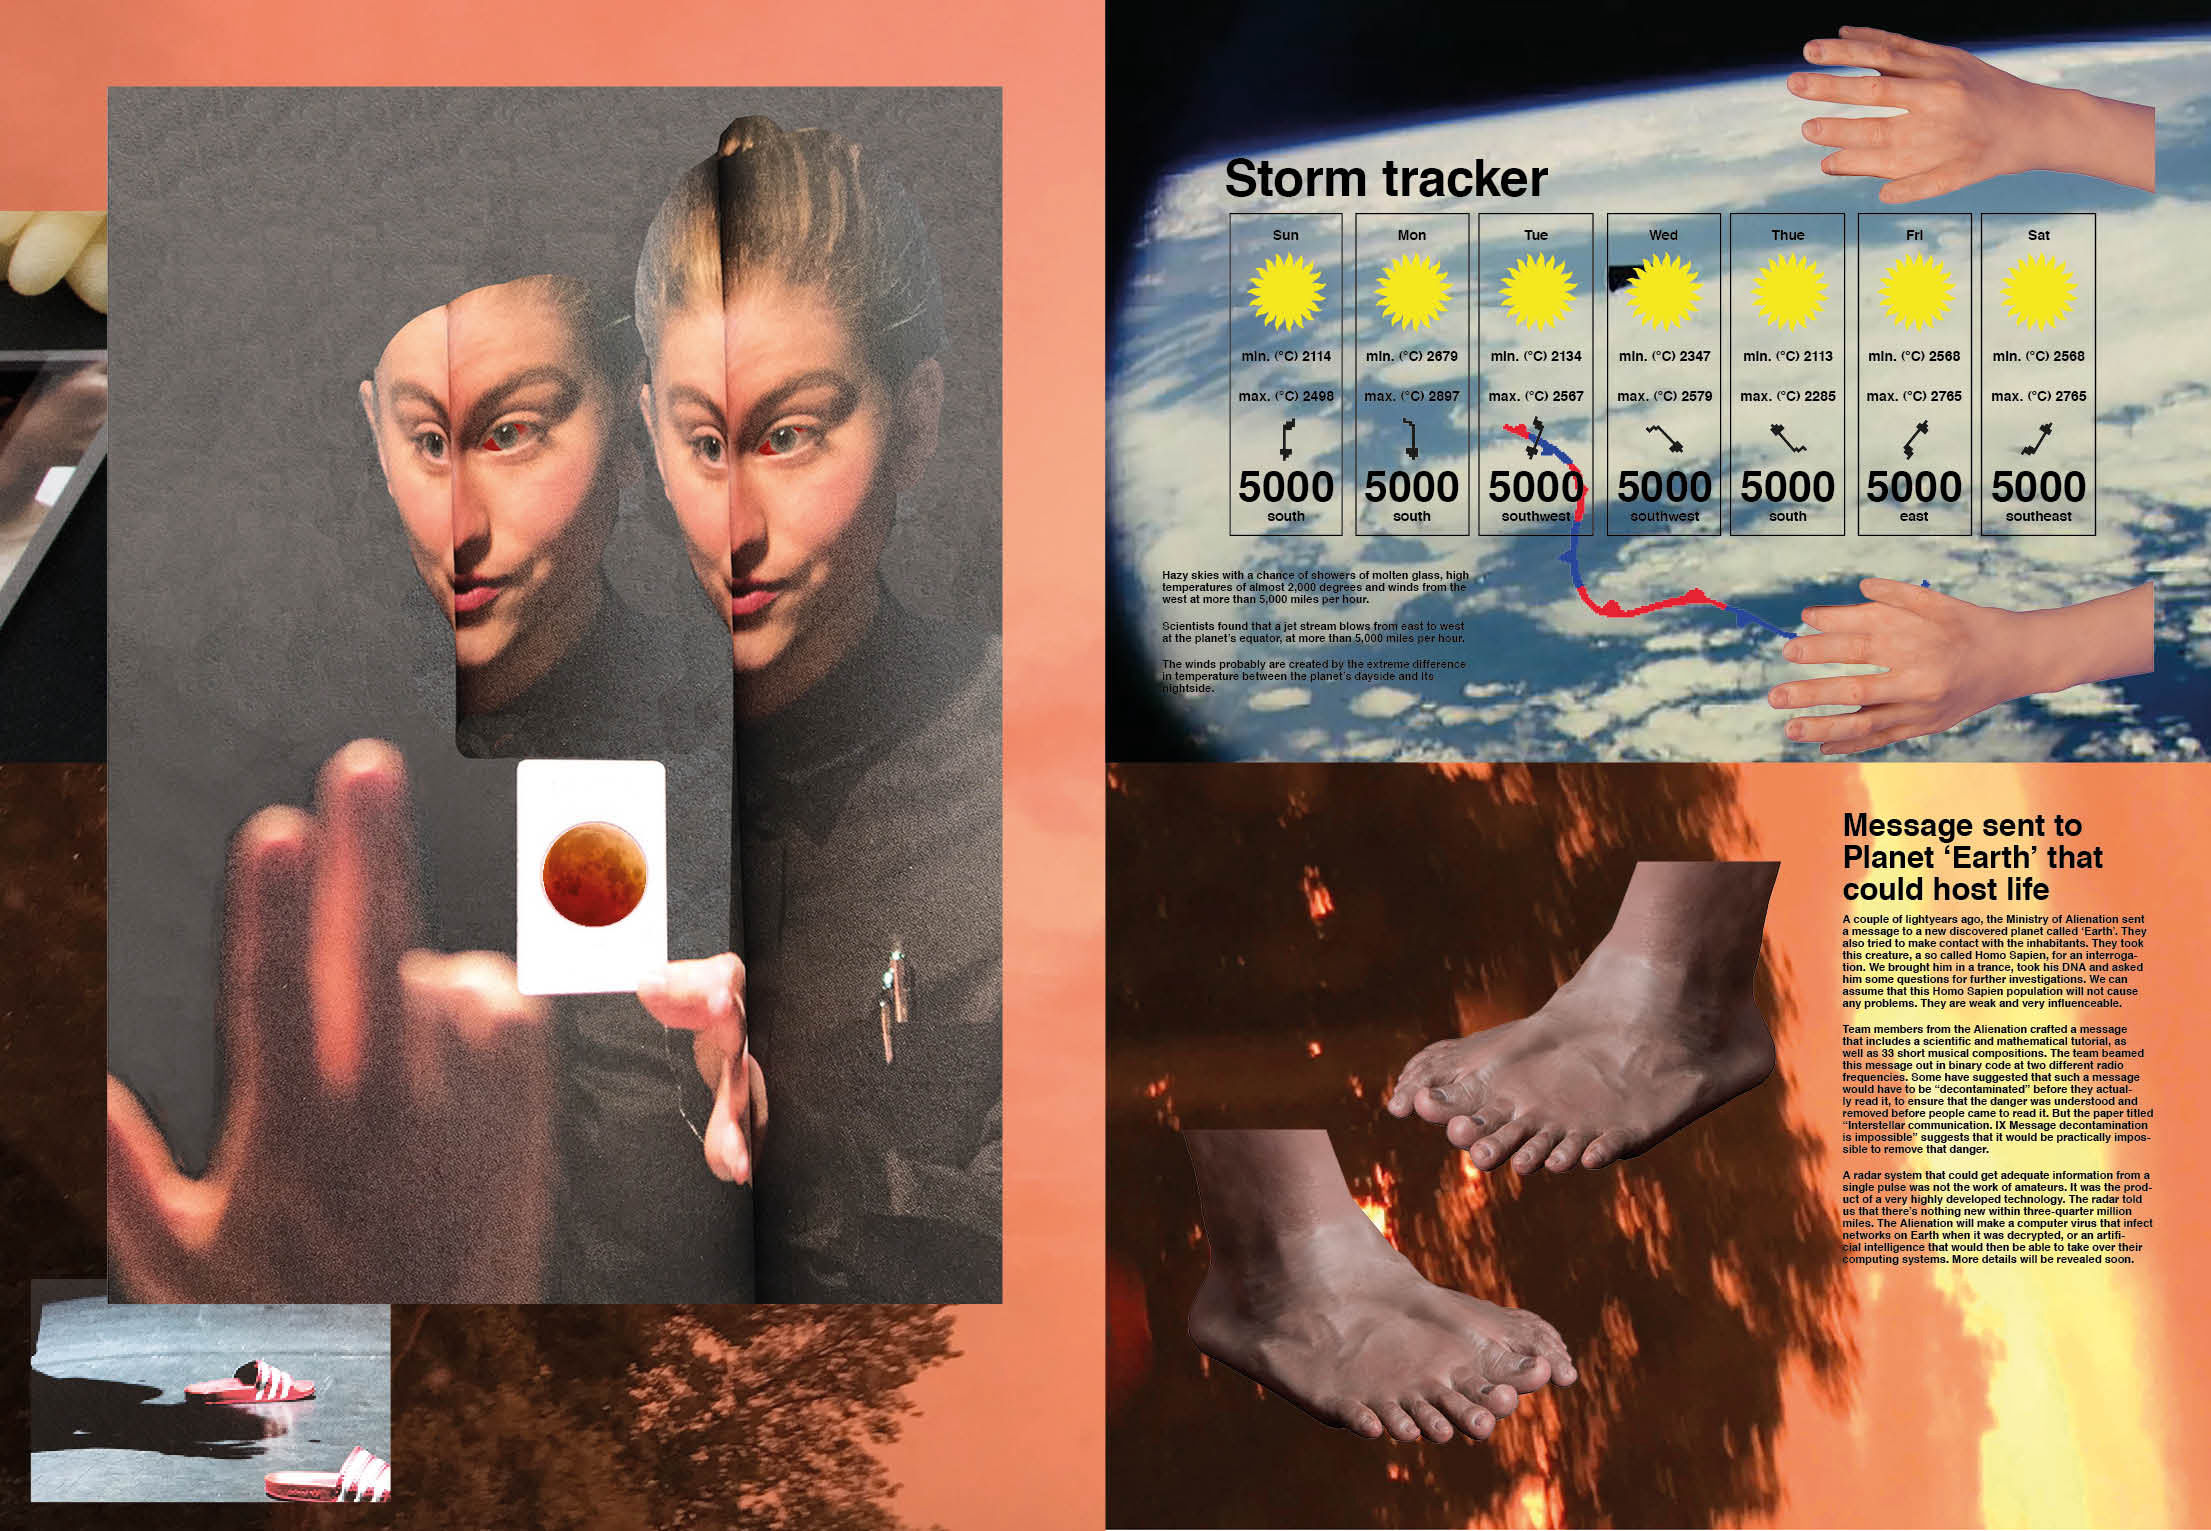 Storm tracker
Sun
min. (°C) 2114
max. (°C) 2498
5000
south
Mon
min. (°C) 2679
max. (°C) 2897
5000
south
Tue
min. (°C) 2134
max. (°C) 2567
5000
southwest
Wed
min. (°C) 2347
max. (°C) 2579
5000
southwest
Thue
min. (°C) 2113
max. (°C) 2285
5000
south
Fri
min. (°C) 2568
max. (°C) 2765
5000
east
Sat
min. (°C) 2568
max. (°C) 2765
5000
southeast
Hazy skies with a chance of showers of molten glass, high
temperatures of almost 2,000 degrees and winds from the
west at more than 5,000 miles per hour.
Scientists found that a jet stream blows from east to west
at the planet's equator, at more than 5,000 miles per hour.
The winds probably are created by the extreme difference
in temperature between the planet's dayside and its
nightside.
Message sent to
Planet ‘Earth’ that
could host life
A couple of lightyears ago, the Ministry of Alienation sent
a message to a new discovered planet called ‘Earth’. They
also tried to make contact with the inhabitants. They took
this creature, a so called Homo Sapien, for an interroga-
tion. We brought him in a trance, took his DNA and asked
him some questions for further investigations. We can
assume that this Homo Sapien population will not cause
any problems. They are weak and very influenceable.
Team members from the Alienation crafted a message
that includes a scientific and mathematical tutorial, as
well as 33 short musical compositions. The team beamed
this message out in binary code at two different radio
frequencies. Some have suggested that such a message
would have to be “decontaminated” before they actual-
ly read it, to ensure that the danger was understood and
removed before people came to read it. But the paper titled
“Interstellar communication. IX Message decontamination
is impossible” suggests that it would be practically impos-
sible to remove that danger.
A radar system that could get adequate information from a
single pulse was not the work of amateurs. It was the prod-
uct of a very highly developed technology. The radar told
us that there's nothing new within three-quarter million
miles. The Alienation will make a computer virus that infect
networks on Earth when it was decrypted, or an artifi-
cial intelligence that would then be able to take over their
computing systems. More details will be revealed soon.